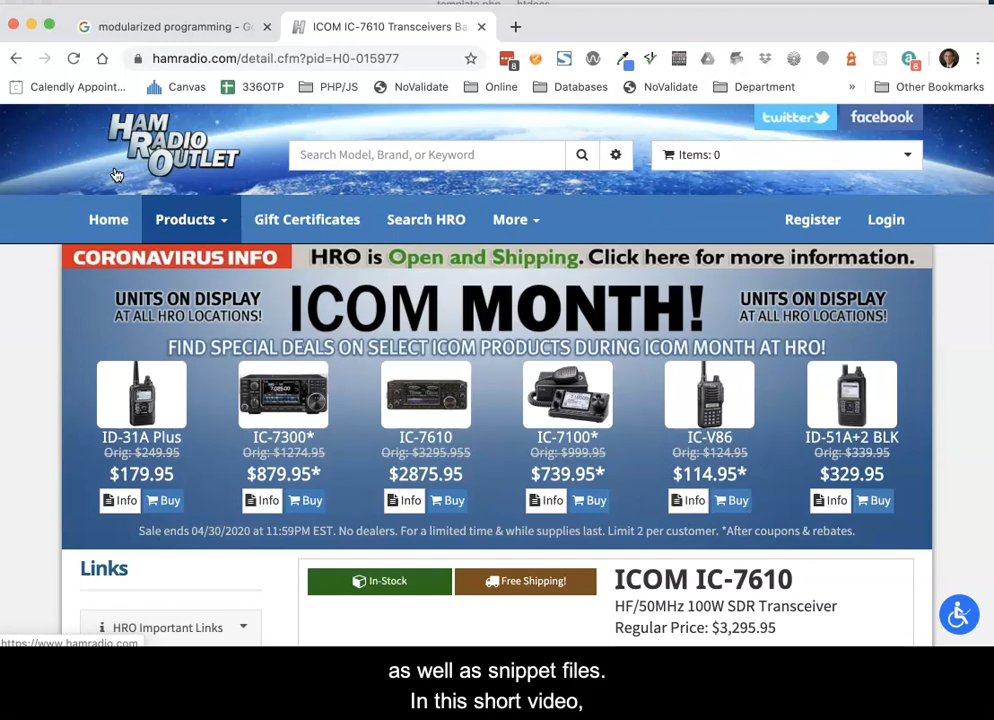 template.php - htdocs
modularized programming - G
ICOM IC-7610 Transceivers Ba
hamradio.com/detail.cfm?pid=H0-015977
8
8
Calendly Appoint...
Canvas
336OTP
PHP/JS
NoValidate
Online
Databases
NoValidate
Department
»
Other Bookmarks
HAM RADIO OUTLET
twitter
facebook
Search Model, Brand, or Keyword
Items: 0
Home
Products
Gift Certificates
Search HRO
More
Register
Login
CORONAVIRUS INFO
HRO is Open and Shipping. Click here for more information.
UNITS ON DISPLAY
AT ALL HRO LOCATIONS!
ICOM MONTH!
UNITS ON DISPLAY
AT ALL HRO LOCATIONS!
FIND SPECIAL DEALS ON SELECT ICOM PRODUCTS DURING ICOM MONTH AT HRO!
ID-31A Plus
Orig: $249.95
$179.95
Info Buy
IC-7300*
Orig: $1274.95
$879.95*
Info Buy
IC-7610
Orig: $3295.955
$2875.95
Info Buy
IC-7100*
Orig: $999.95
$739.95*
Info Buy
IC-V86
Orig: $124.95
$114.95*
Info Buy
ID-51A+2 BLK
Orig: $339.95
$329.95
Info Buy
Sale ends 04/30/2020 at 11:59PM EST. No dealers. For a limited time & while supplies last. Limit 2 per customer. *After coupons & rebates.
Links
HRO Important Links
In-Stock
Free Shipping!
ICOM IC-7610
HF/50MHz 100W SDR Transceiver
Regular Price: $3,295.95
https://www.hamradio.com
as well as snippet files.
In this short video,